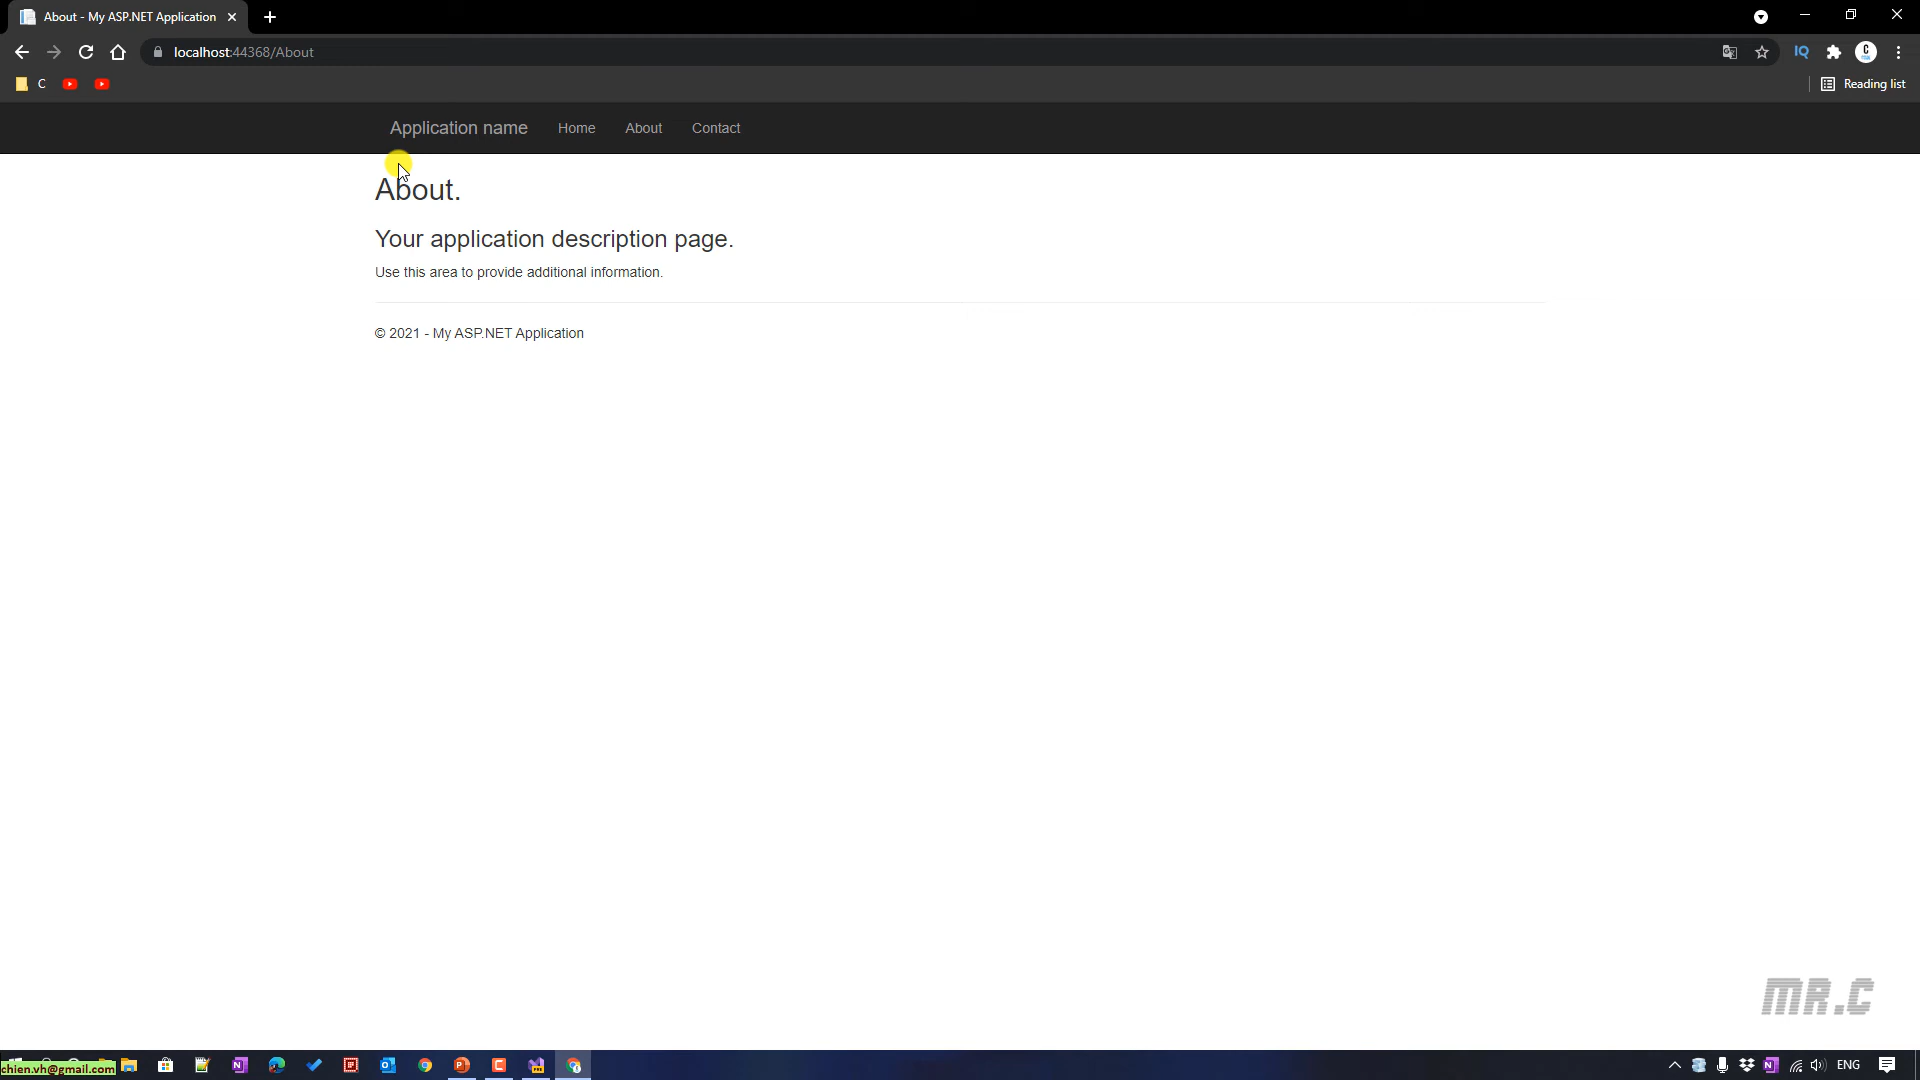 About - My ASP.NET Application
localhost:44368/About
C
IQ
Reading list
Application name
Home
About
Contact
About.
Your application description page.
Use this area to provide additional information.
© 2021 - My ASP.NET Application
MR.C
chien.vh@gmail.com
ENG